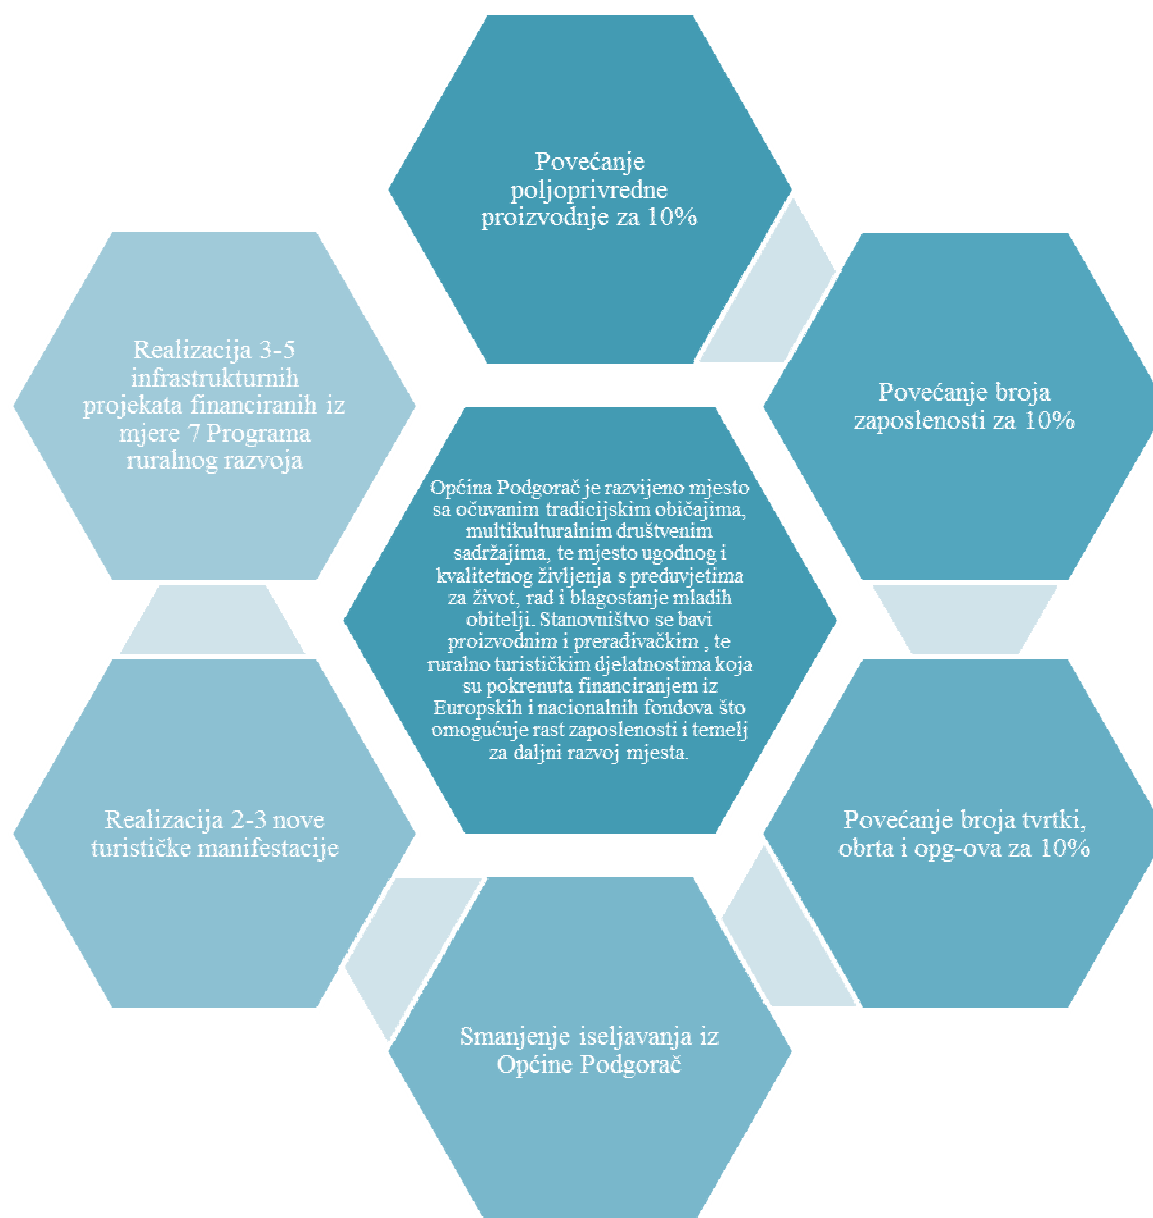 Povećanje
poljoprivredne
proizvodnje za 10%
Povećanje broja
zaposlenosti za 10%
Povećanje broja tvrtki,
obrta i opg-ova za 10%
Smanjenje iseljavanja iz
Općine Podgorač
Realizacija 2-3 nove
turističke manifestacije
Realizacija 3-5
infrastrukturnih
projekata financiranih iz
mjere 7 Programa
ruralnog razvoja
Općina Podgorač je razvijeno mjesto
sa očuvanim tradicijskim običajima,
multikulturalnim društvenim
sadržajima, te mjesto ugodnog i
kvalitetnog življenja s preduvjetima
za život, rad i blagostanje mladih
obitelji. Stanovništvo se bavi
proizvodnim i prerađivačkim , te
ruralno turističkim djelatnostima koja
su pokrenuta financiranjem iz
Europskih i nacionalnih fondova što
omogućuje rast zaposlenosti i temelj
za daljni razvoj mjesta.